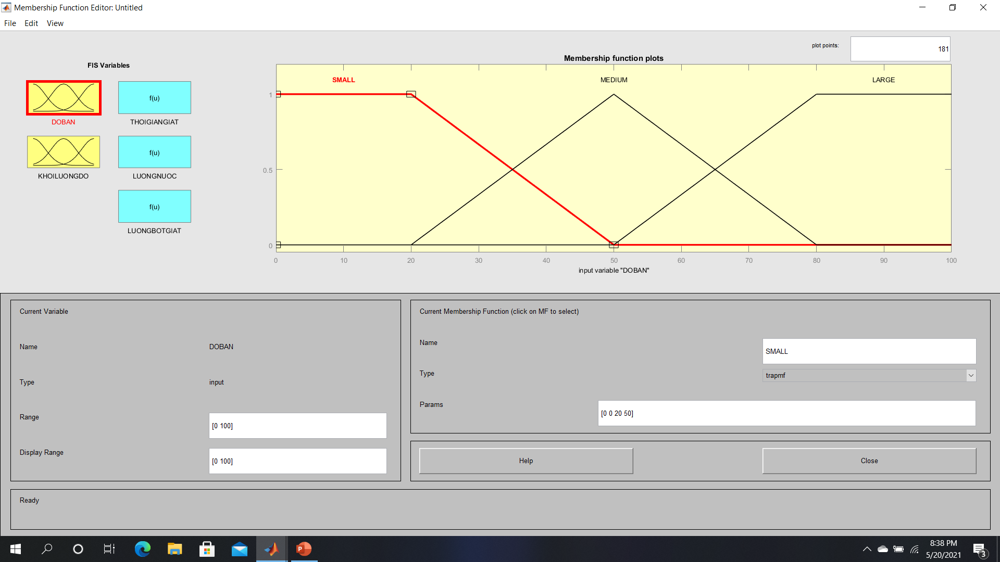 Membership Function Editor: Untitled
File Edit View
plot points:
181
FIS Variables
f(u)
DOBAN
THOIGIANGIAT
f(u)
KHOILUONGDO
LUONGNUOC
f(u)
LUONGBOTGIAT
Membership function plots
SMALL MEDIUM LARGE
1
0.5
0
0 10 20 30 40 50 60 70 80 90 100
input variable "DOBAN"
Current Variable
Name DOBAN
Type input
Range [0 100]
Display Range [0 100]
Current Membership Function (click on MF to select)
Name SMALL
Type trapmf
Params [0 0 20 50]
Help Close
Ready
P
8:38 PM
5/20/2021
3